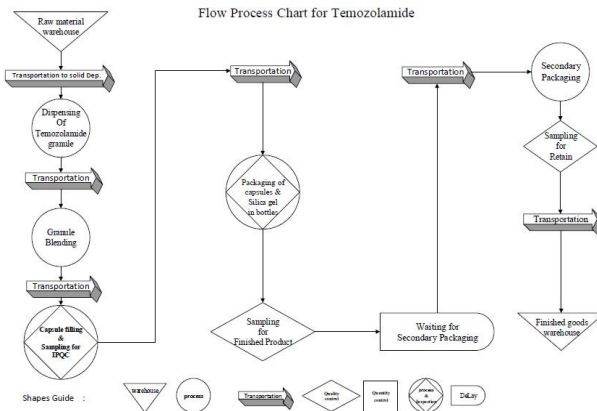 Flow Process Chart for Temozolamide
Raw material
warehouse
Transportation to solid Dep.
Dispensing
Of
Temozolamide
granule
Transportation
Granule
Blending
Transportation
Capsule filling
&
Sampling for
IPQC
Transportation
Packaging of
capsules &
Silica gel
in bottles
Sampling
for
Finished Product
Waiting for
Secondary Packaging
Transportation
Secondary
Packaging
Sampling
for
Retain
Transportation
Finished goods
warehouse
Shapes Guide :
warehouse
process
Transportation
Quality
control
Quantity
control
process
&
Inspection
DeLay